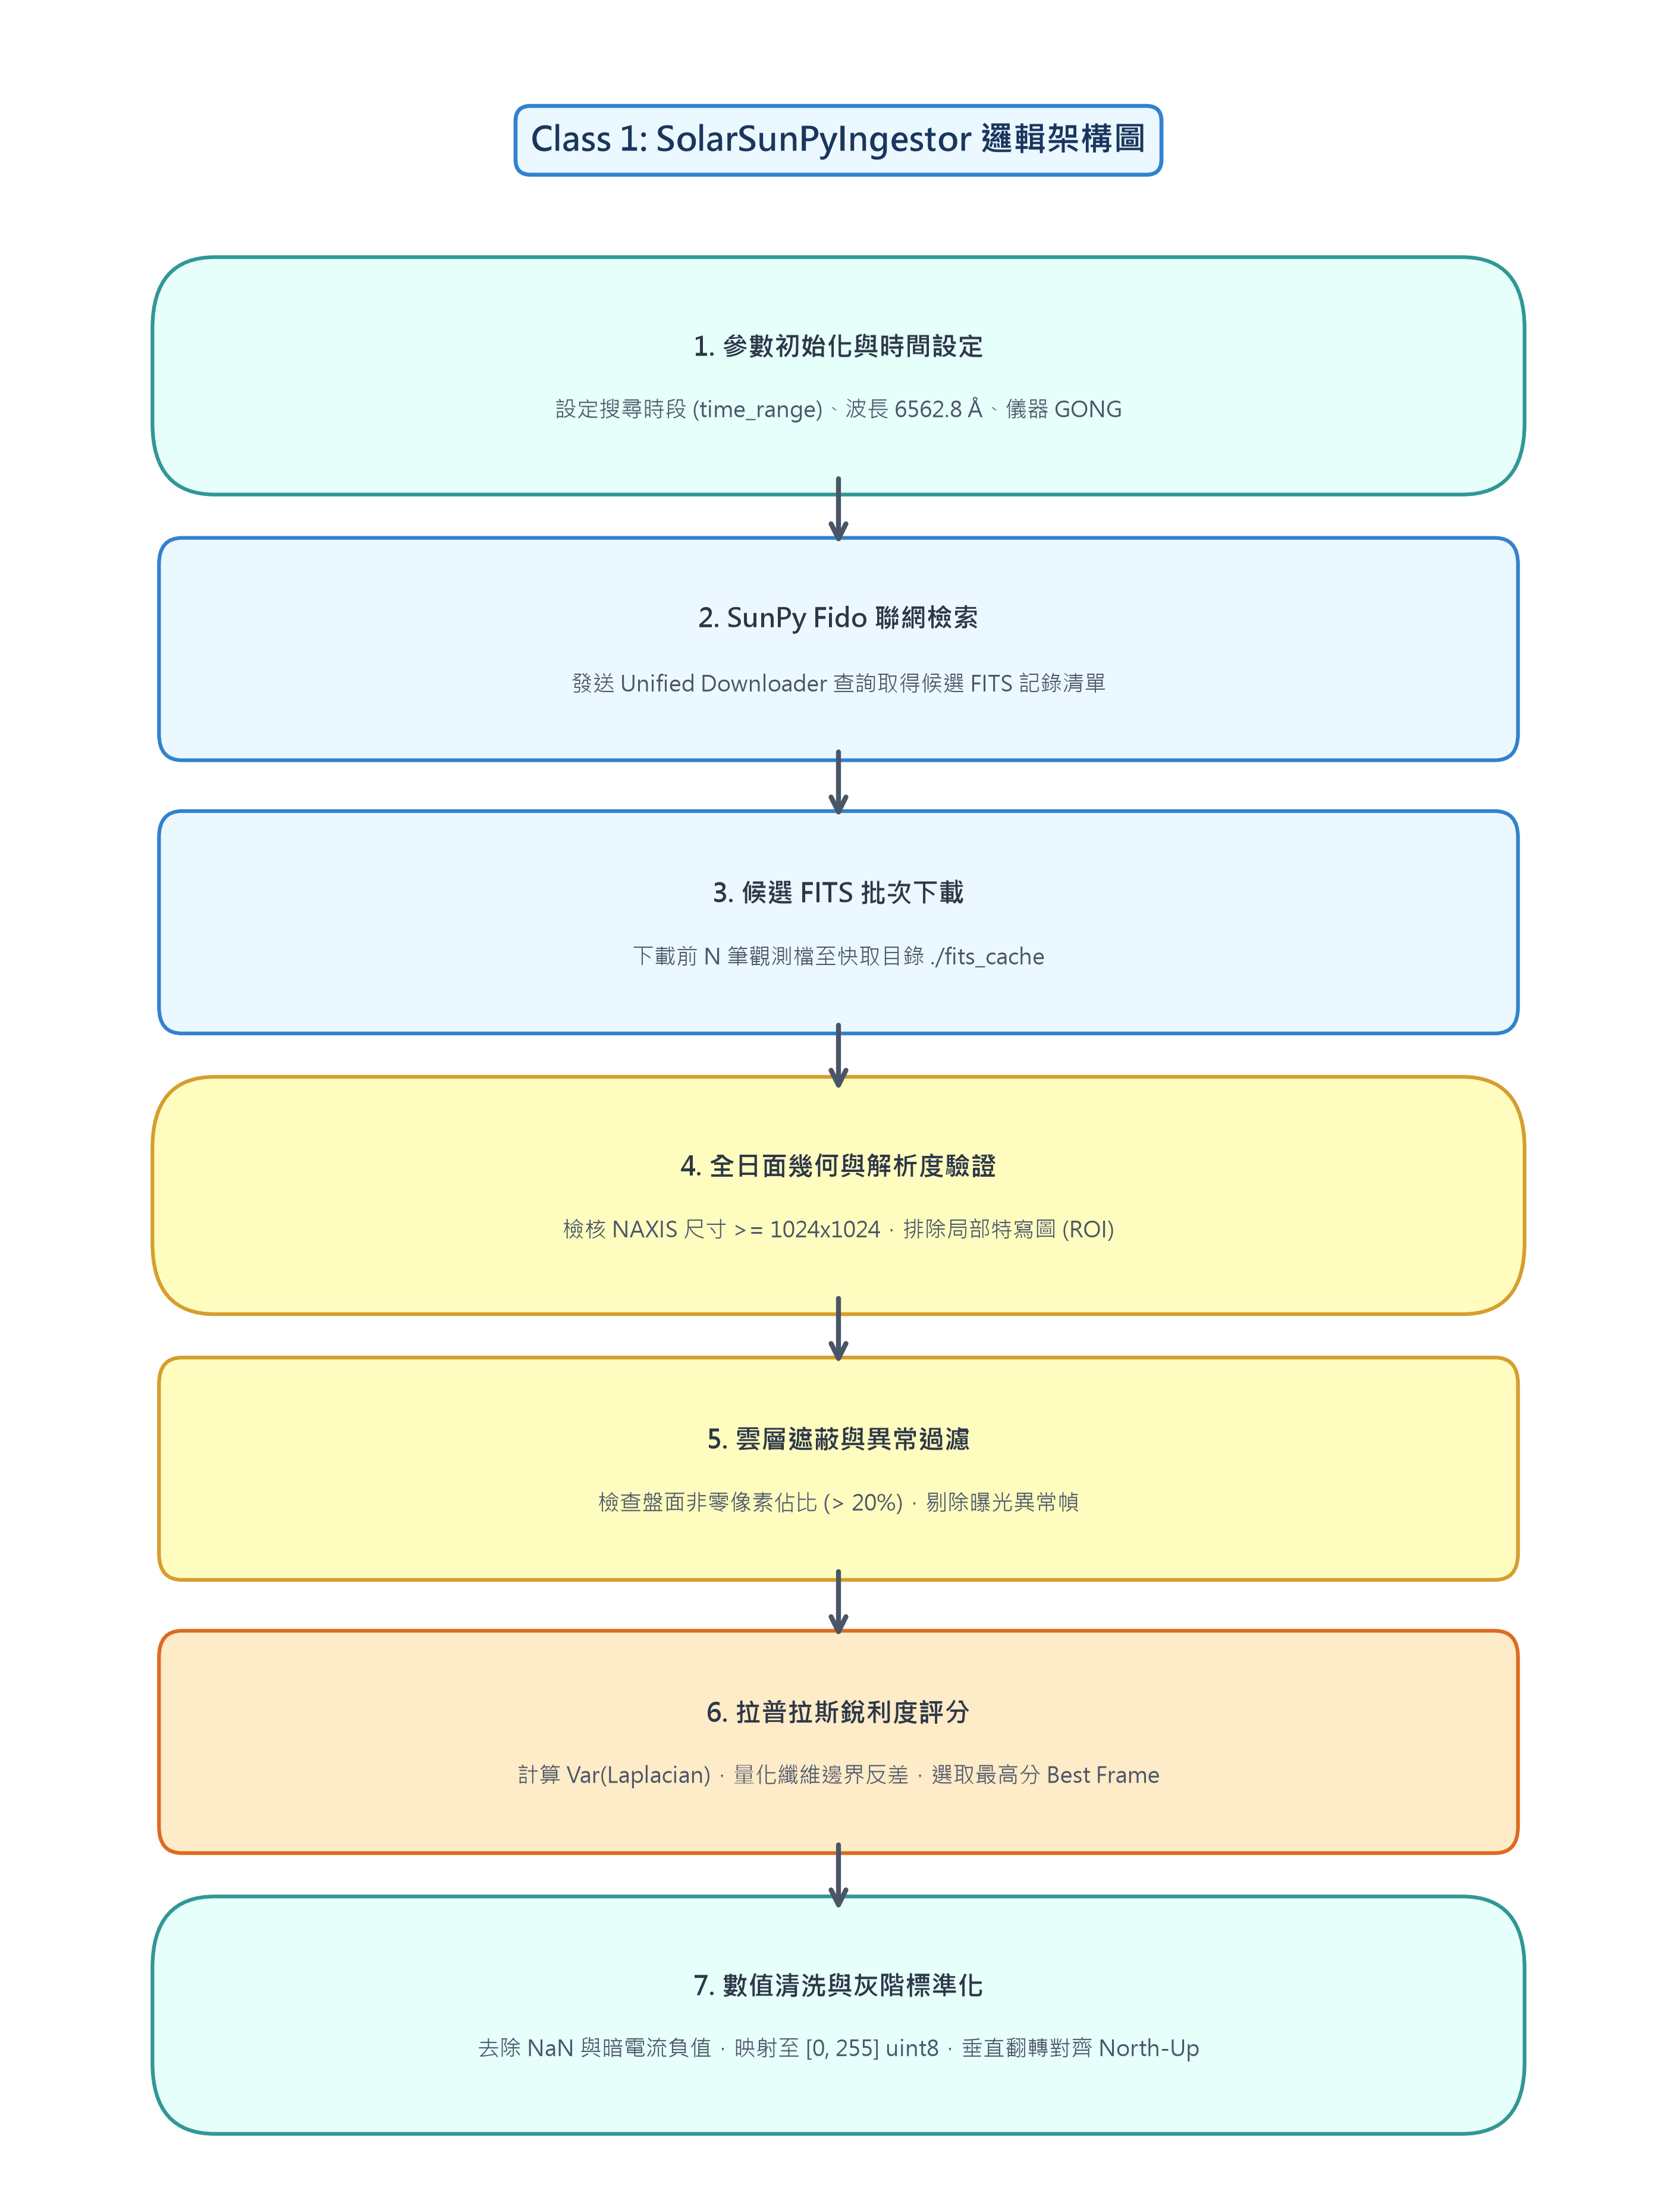 Class 1: SolarSunPyIngestor 邏輯架構圖
1. 參數初始化與時間設定
設定搜尋時段 (time_range)、波長 6562.8 Å、儀器 GONG
2. SunPy Fido 聯網檢索
發送 Unified Downloader 查詢取得候選 FITS 記錄清單
3. 候選 FITS 批次下載
下載前 N 筆觀測檔至快取目錄 ./fits_cache
4. 全日面幾何與解析度驗證
檢核 NAXIS 尺寸 >= 1024x1024，排除局部特寫圖 (ROI)
5. 雲層遮蔽與異常過濾
檢查盤面非零像素佔比 (> 20%)，剔除曝光異常幀
6. 拉普拉斯銳利度評分
計算 Var(Laplacian)，量化纖維邊界反差，選取最高分 Best Frame
7. 數值清洗與灰階標準化
去除 NaN 與暗電流負值，映射至 [0, 255] uint8，垂直翻轉對齊 North-Up